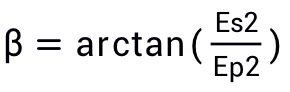 β = arctan(Es2/Ep2)